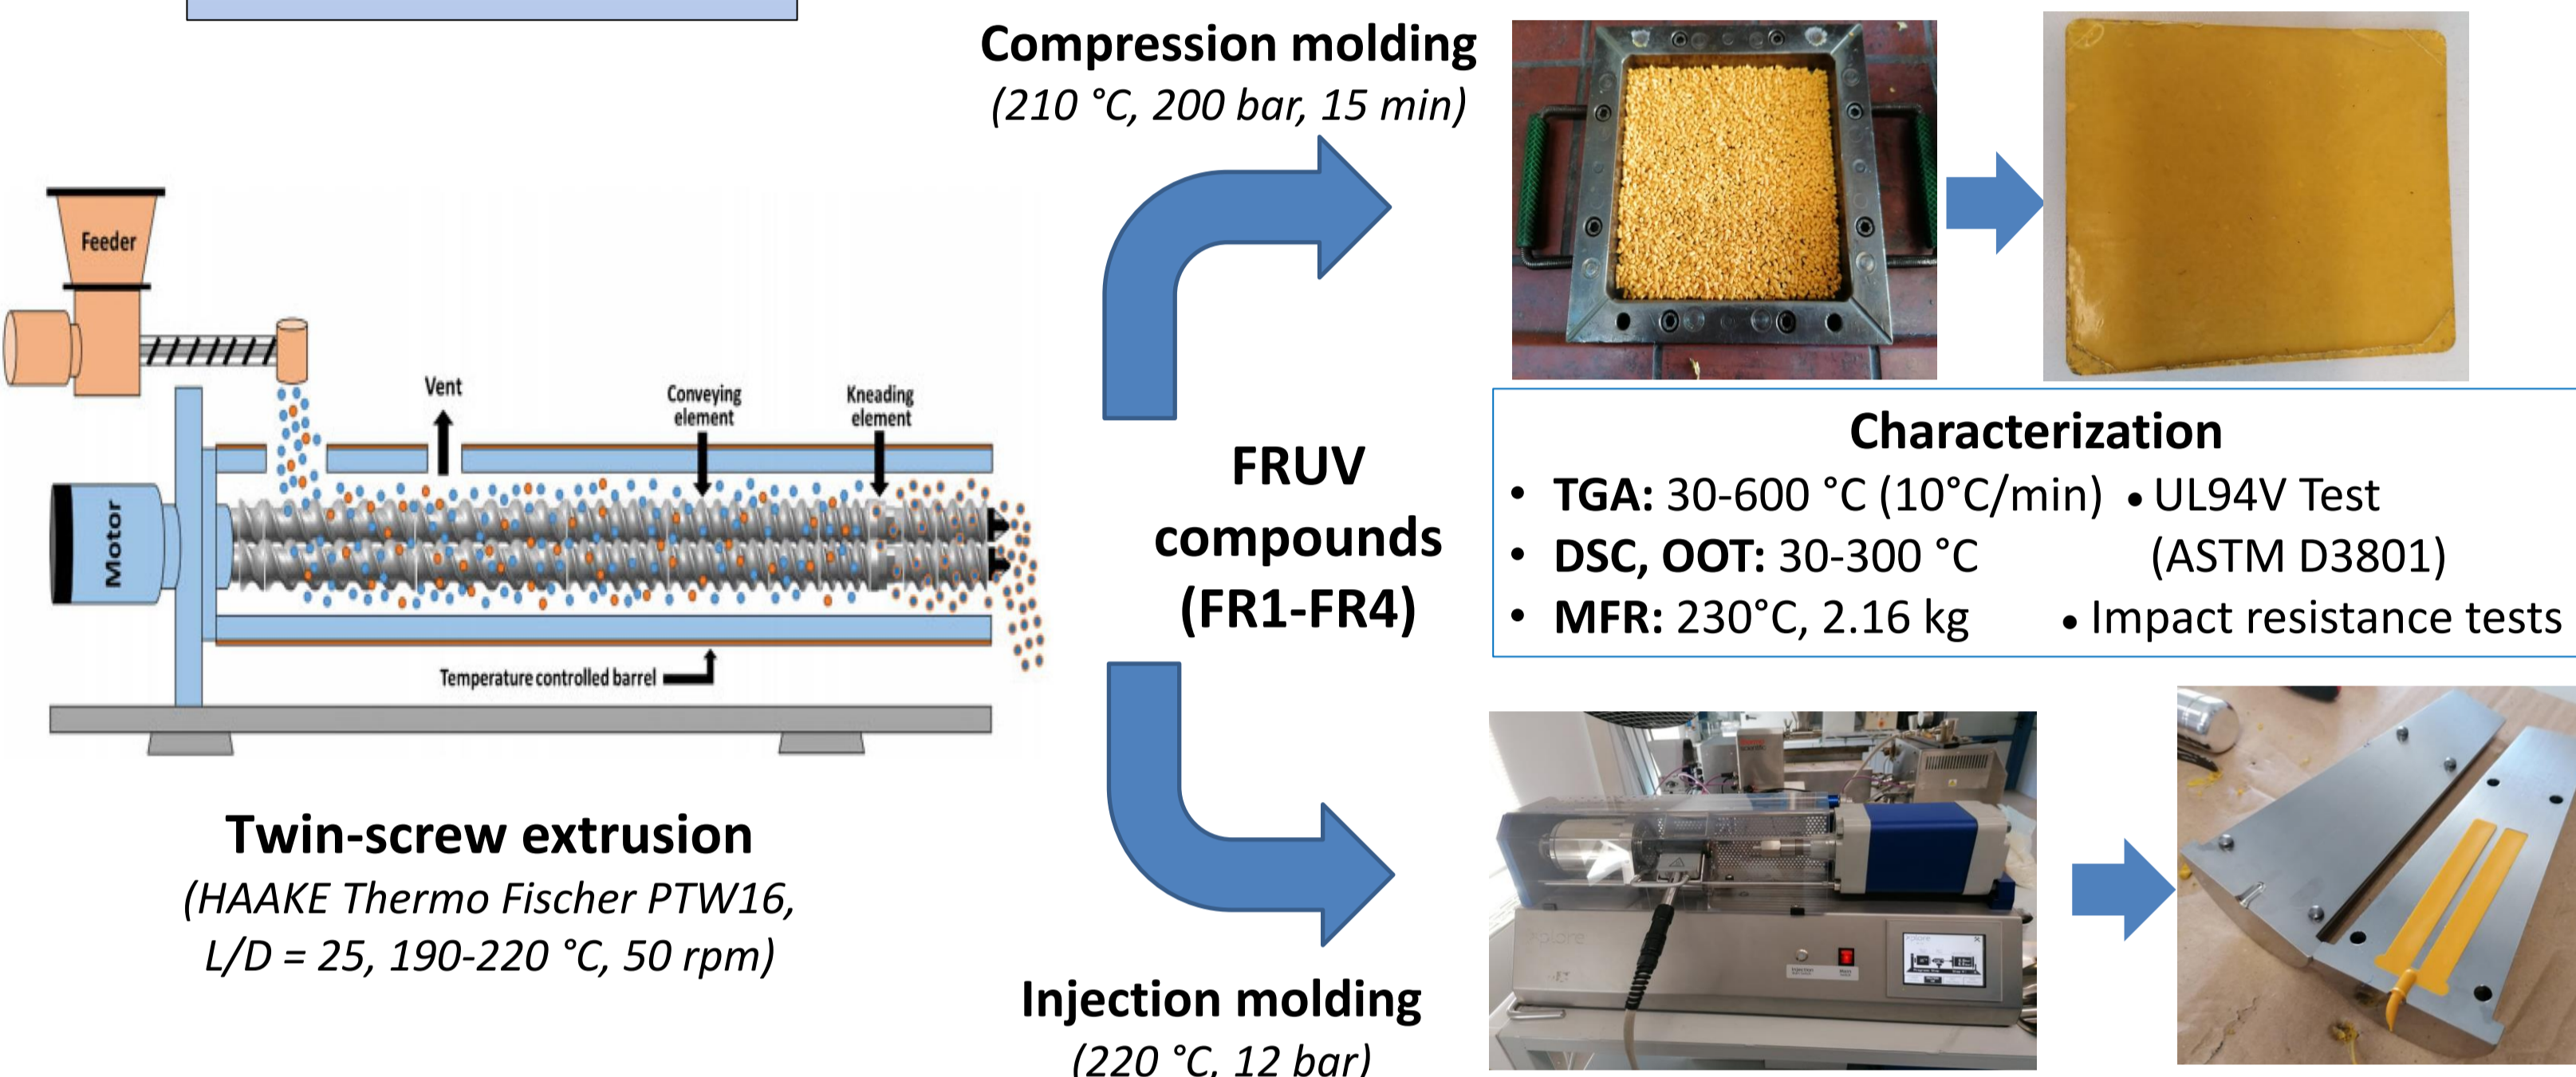 Compression molding
(210 °C, 200 bar, 15 min)
Feeder
Vent
Conveying
element
Kneading
element
Motor
Temperature controlled barrel
Twin-screw extrusion
(HAAKE Thermo Fischer PTW16,
L/D = 25, 190-220 °C, 50 rpm)
FRUV
compounds
(FR1-FR4)
Characterization
• TGA: 30-600 °C (10°C/min) • UL94V Test
• DSC, OOT: 30-300 °C (ASTM D3801)
• MFR: 230°C, 2.16 kg • Impact resistance tests
Injection molding
(220 °C, 12 bar)